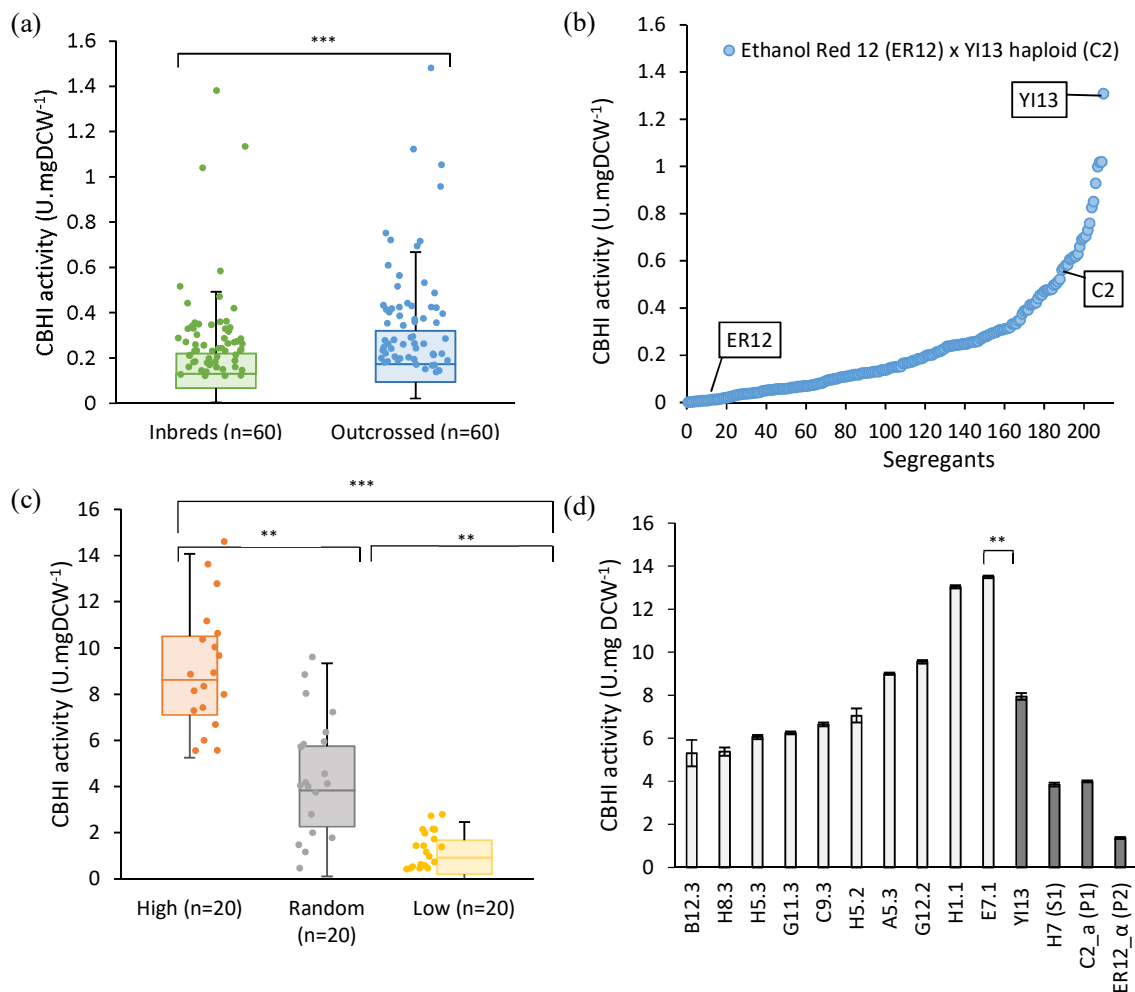 (a)
***
CBHI activity (U.mgDCW-1)
1.6
1.4
1.2
1
0.8
0.6
0.4
0.2
0
Inbreds (n=60)
Outcrossed (n=60)
(b)
Ethanol Red 12 (ER12) x YI13 haploid (C2)
CBHI activity (U.mgDCW-1)
1.6
1.4
1.2
1
0.8
0.6
0.4
0.2
0
YI13
C2
ER12
0 20 40 60 80 100 120 140 160 180 200
Segregants
(c)
***
**
**
CBHI activity (U.mgDCW-1)
16
14
12
10
8
6
4
2
0
High (n=20)
Random
(n=20)
Low (n=20)
(d)
**
CBHI activity (U.mg DCW-1)
16
14
12
10
8
6
4
2
0
B12.3
H8.3
H5.3
G11.3
C9.3
H5.2
A5.3
G12.2
H1.1
E7.1
YI13
H7 (S1)
C2_a (P1)
ER12_α (P2)